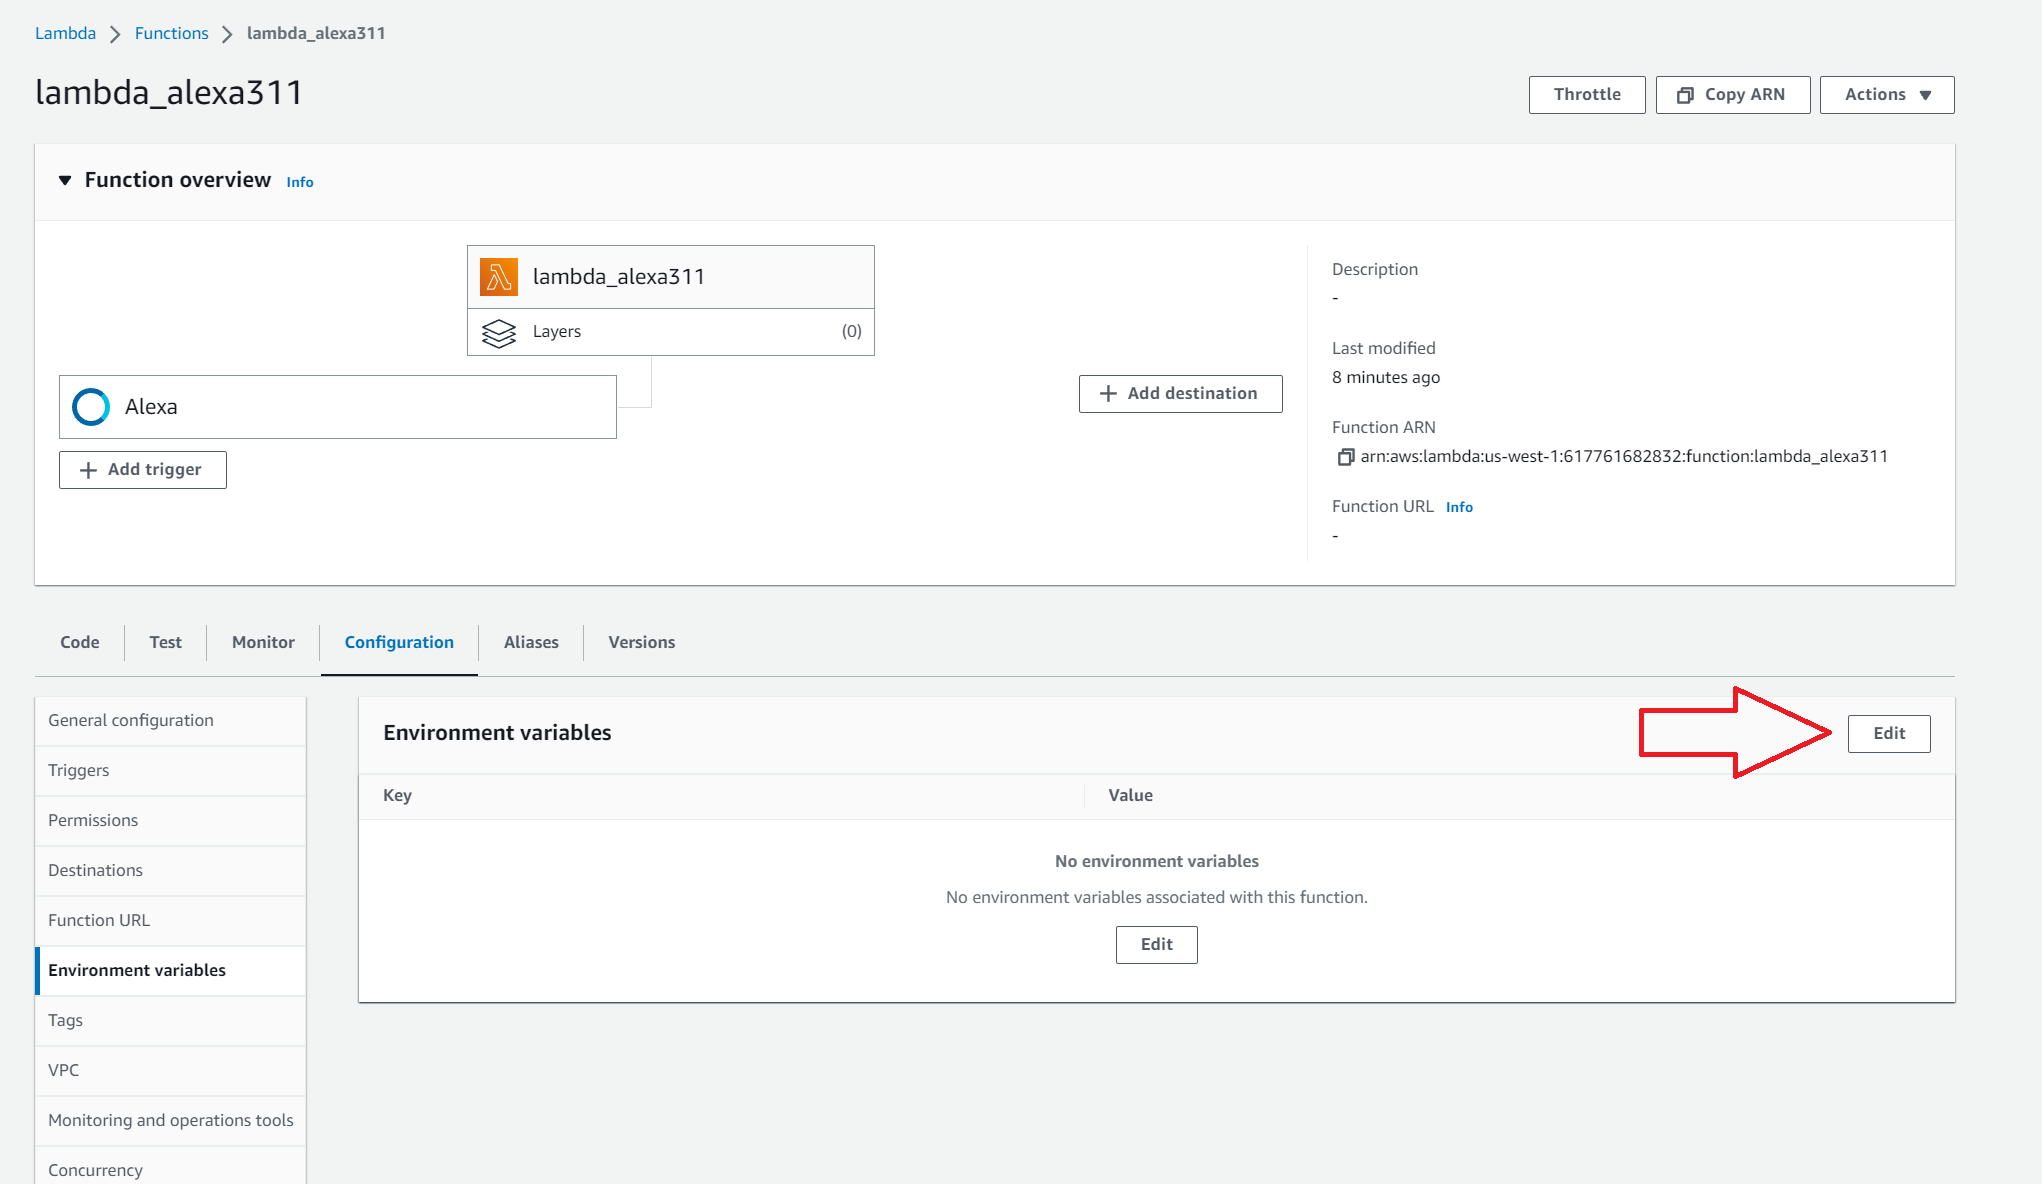 Lambda > Functions > lambda_alexa311
lambda_alexa311
Throttle
Copy ARN
Actions
Function overview Info
lambda_alexa311
Layers (0)
Alexa
+ Add trigger
+ Add destination
Description
-
Last modified
8 minutes ago
Function ARN
arn:aws:lambda:us-west-1:617761682832:function:lambda_alexa311
Function URL Info
-
Code Test Monitor Configuration Aliases Versions
General configuration
Triggers
Permissions
Destinations
Function URL
Environment variables
Tags
VPC
Monitoring and operations tools
Concurrency
Environment variables
Edit
Key Value
No environment variables
No environment variables associated with this function.
Edit